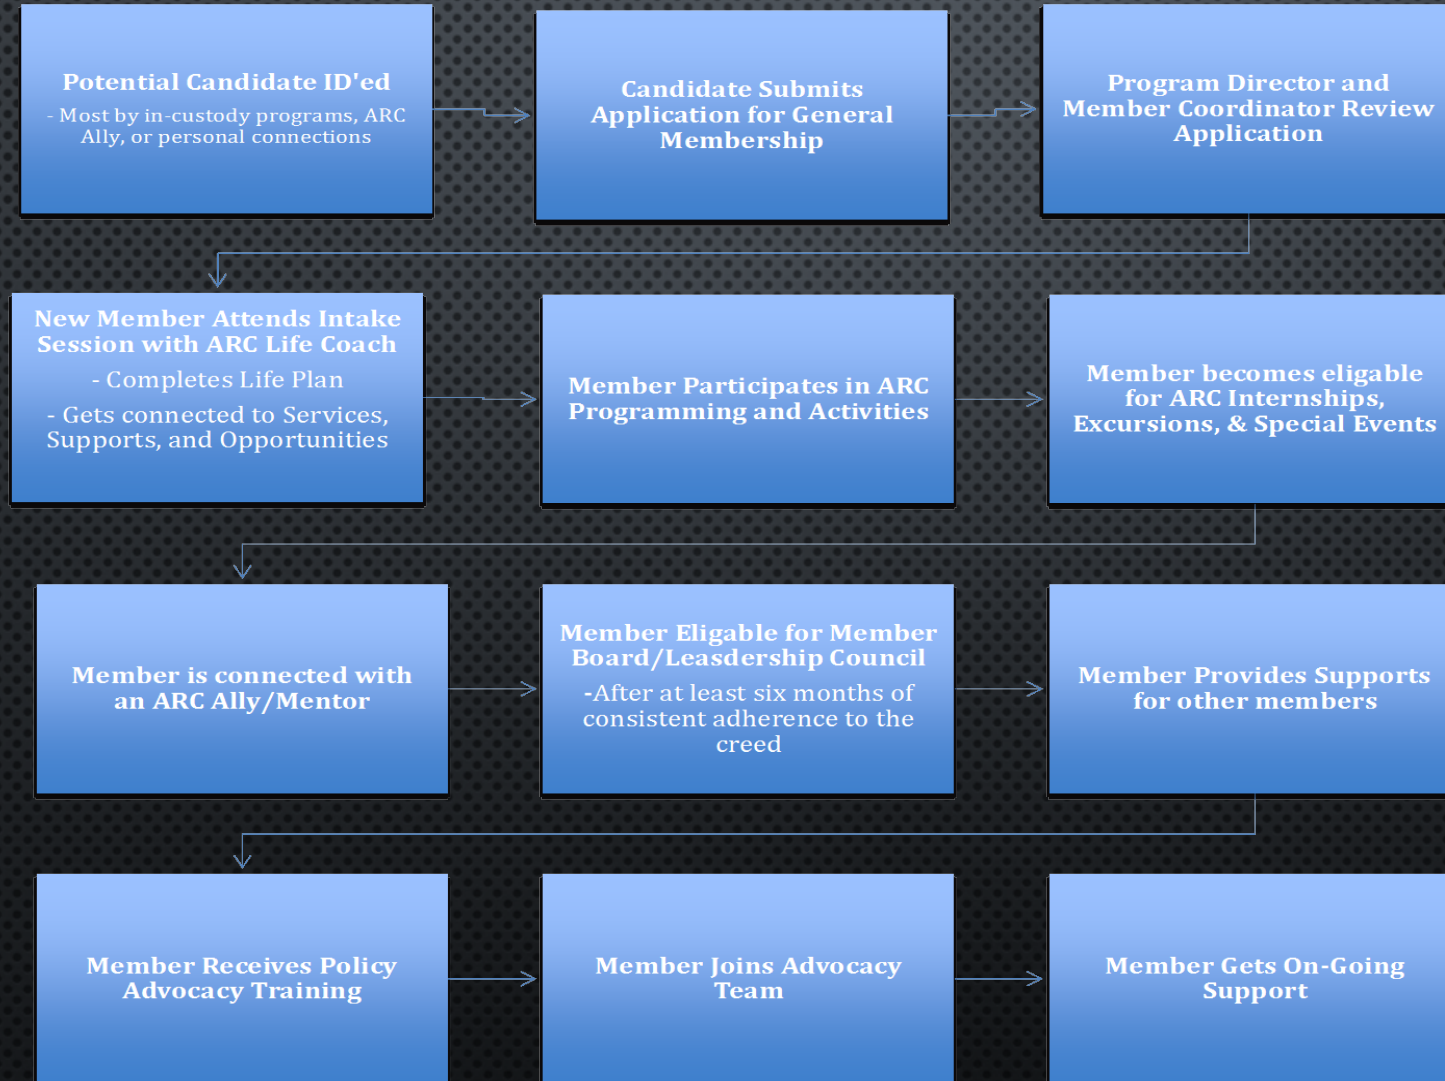 Potential Candidate ID'ed
- Most by in-custody programs, ARC
Ally, or personal connections
Candidate Submits
Application for General
Membership
Program Director and
Member Coordinator Review
Application
New Member Attends Intake
Session with ARC Life Coach
- Completes Life Plan
- Gets connected to Services,
Supports, and Opportunities
Member Participates in ARC
Programming and Activities
Member becomes eligable
for ARC Internships,
Excursions, & Special Events
Member is connected with
an ARC Ally/Mentor
Member Eligible for Member
Board/Leasdership Council
-After at least six months of
consistent adherence to the
creed
Member Provides Supports
for other members
Member Receives Policy
Advocacy Training
Member Joins Advocacy
Team
Member Gets On-Going
Support